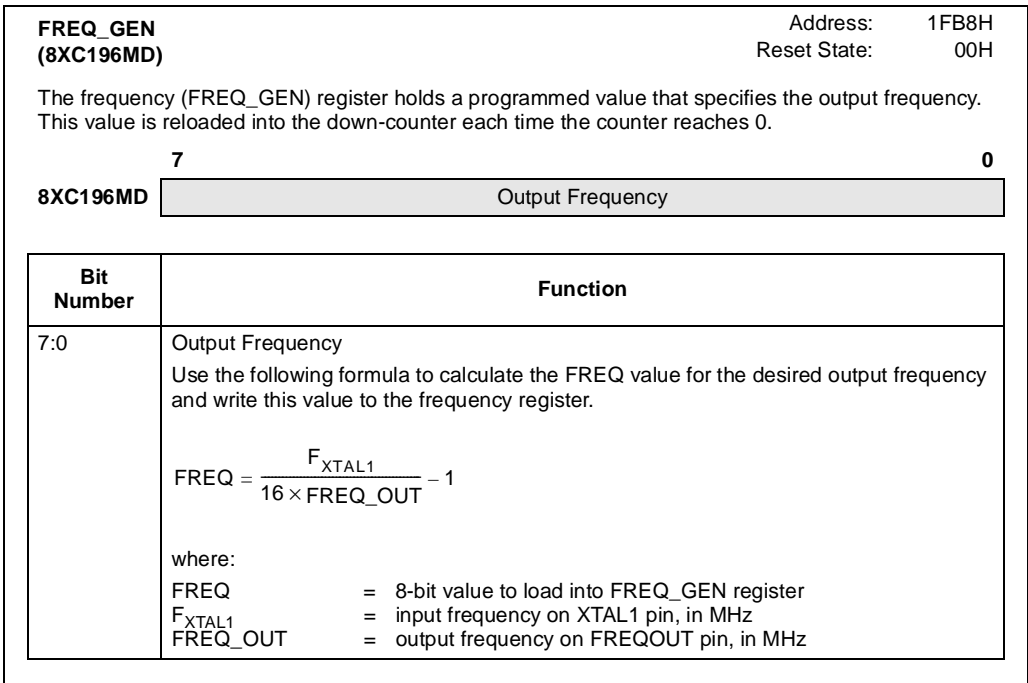 FREQ_GEN Address: 1FB8H
(8XC196MD) Reset State: 00H
The frequency (FREQ_GEN) register holds a programmed value that specifies the output frequency.
This value is reloaded into the down-counter each time the counter reaches 0.
7 0
8XC196MD Output Frequency
Bit Number Function
7:0 Output Frequency
Use the following formula to calculate the FREQ value for the desired output frequency
and write this value to the frequency register.
FREQ = F_XTAL1 / (16 × FREQ_OUT) − 1
where:
FREQ = 8-bit value to load into FREQ_GEN register
F_XTAL1 = input frequency on XTAL1 pin, in MHz
FREQ_OUT = output frequency on FREQOUT pin, in MHz